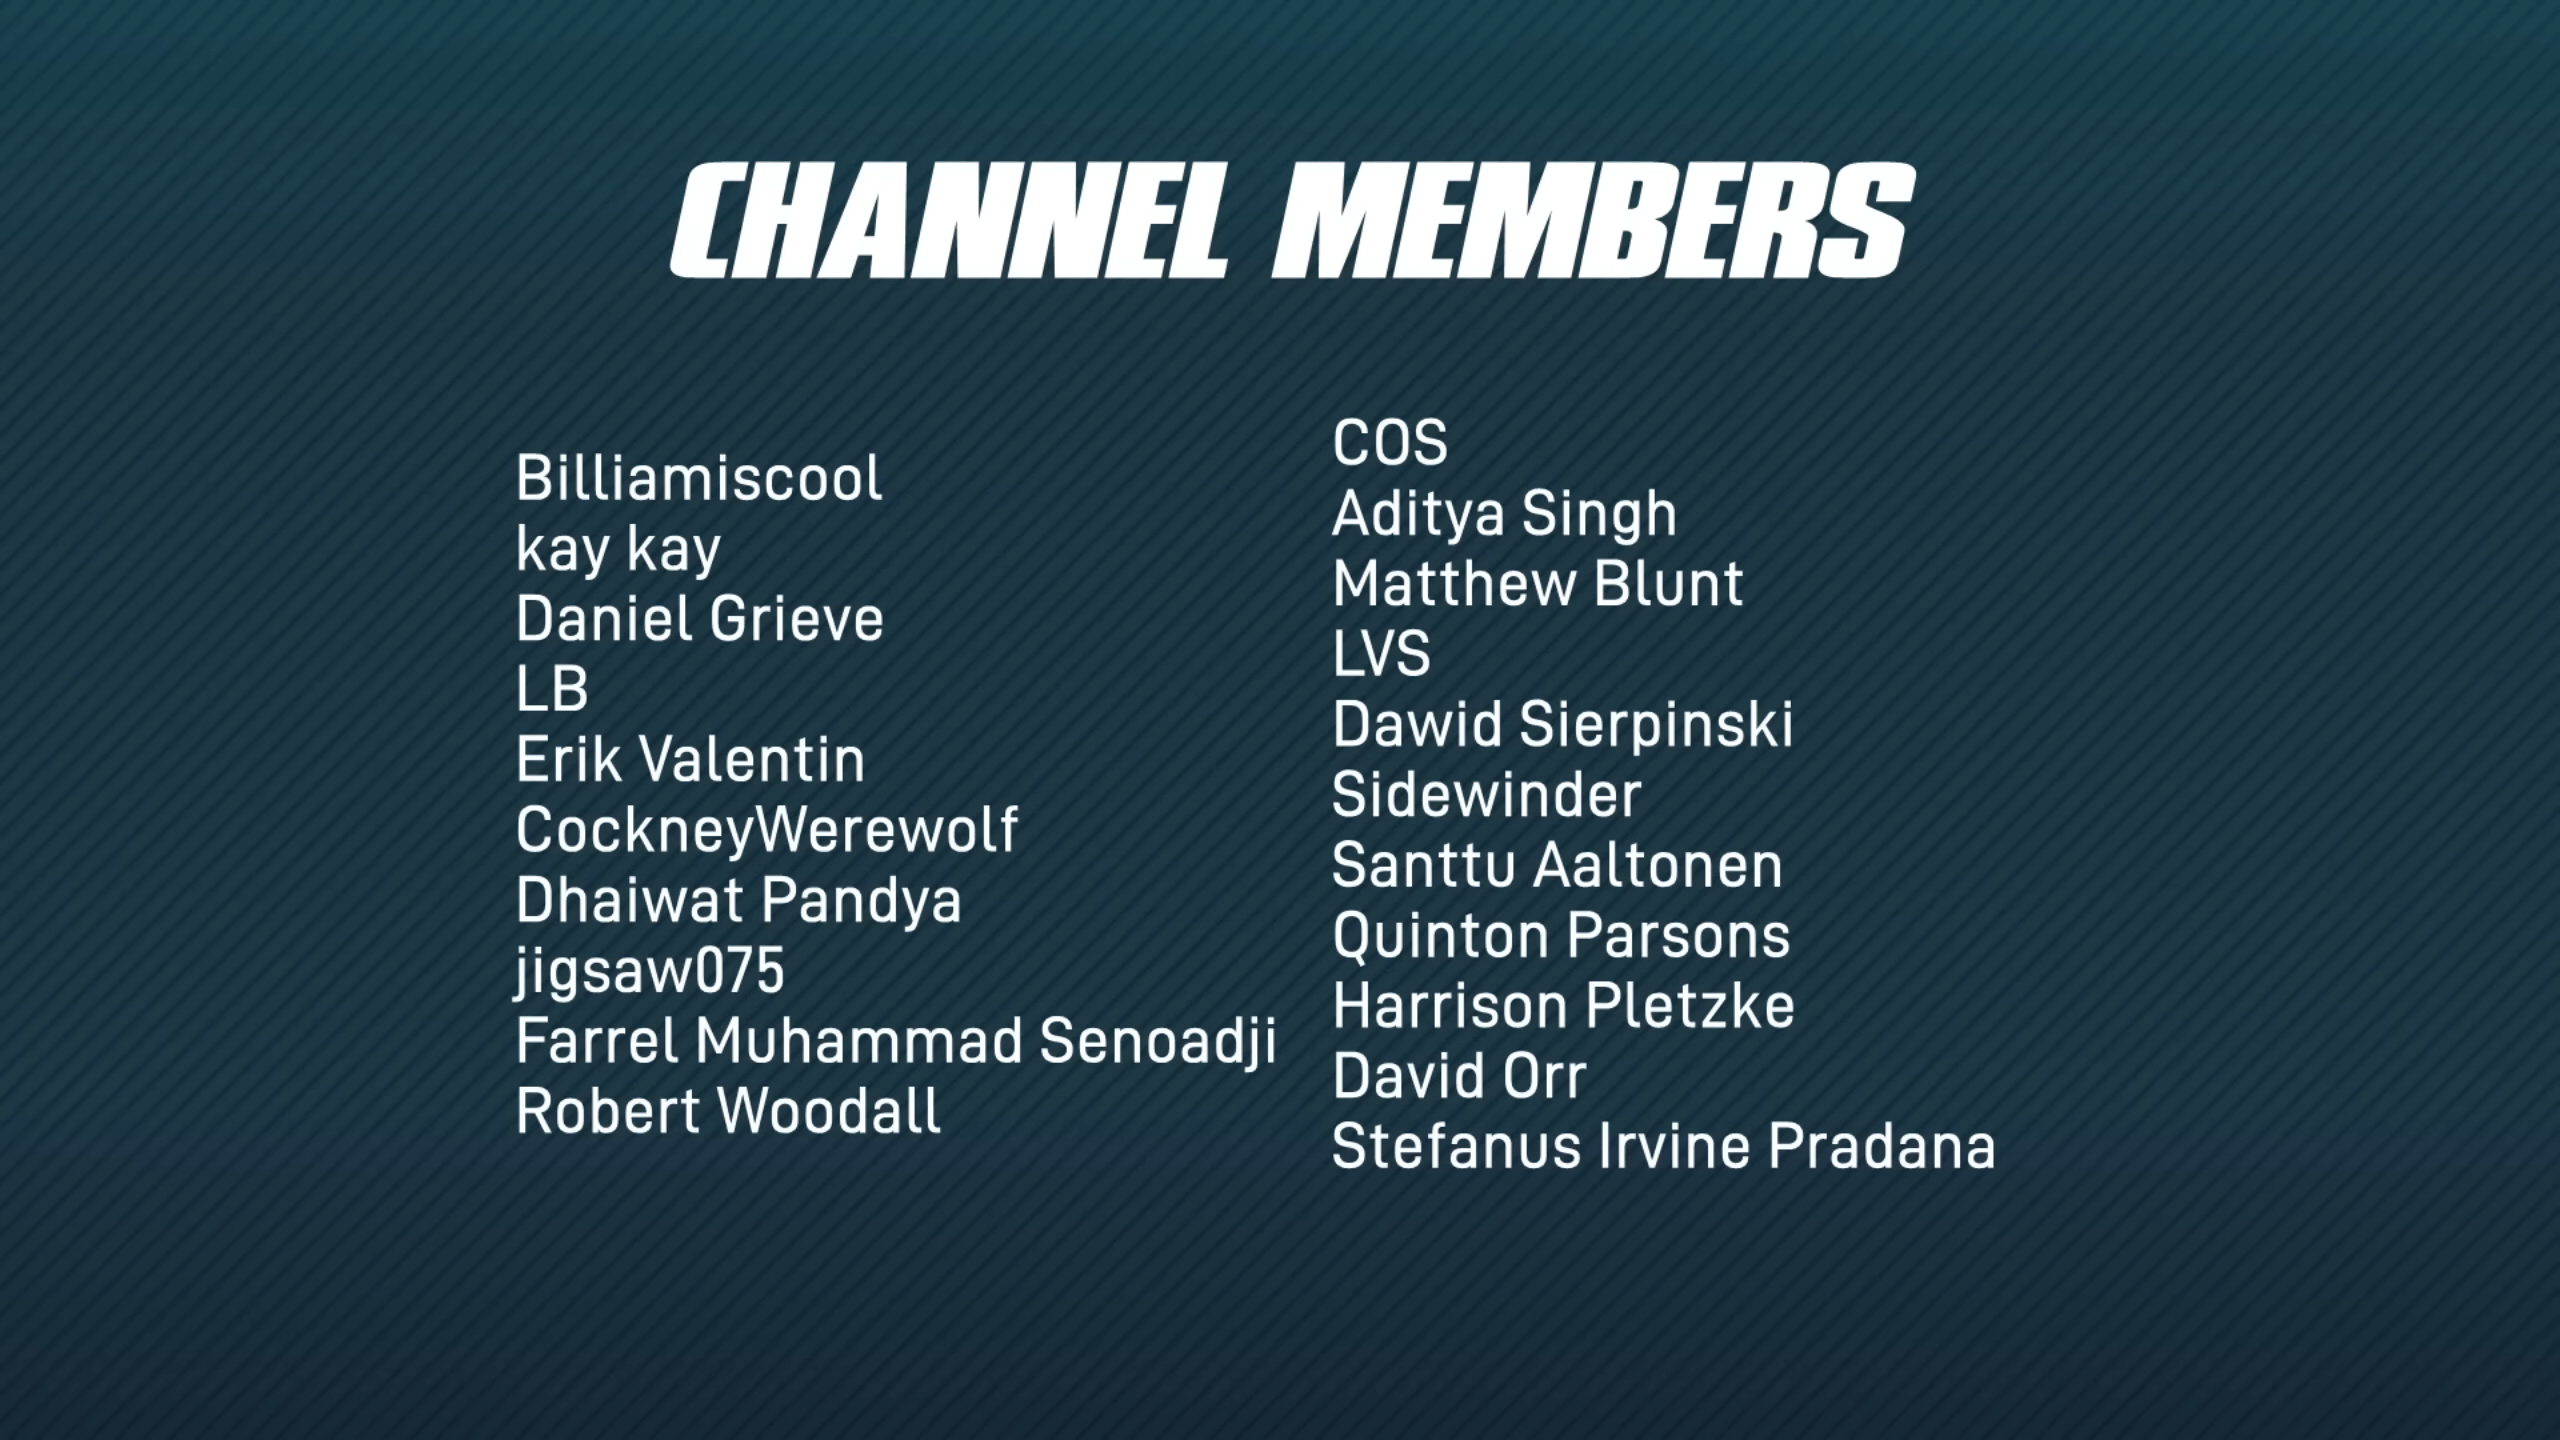 CHANNEL MEMBERS
Billiamiscool
kay kay
Daniel Grieve
LB
Erik Valentin
CockneyWerewolf
Dhaiwat Pandya
jigsaw075
Farrel Muhammad Senoadji
Robert Woodall
COS
Aditya Singh
Matthew Blunt
LVS
Dawid Sierpinski
Sidewinder
Santtu Aaltonen
Quinton Parsons
Harrison Pletzke
David Orr
Stefanus Irvine Pradana